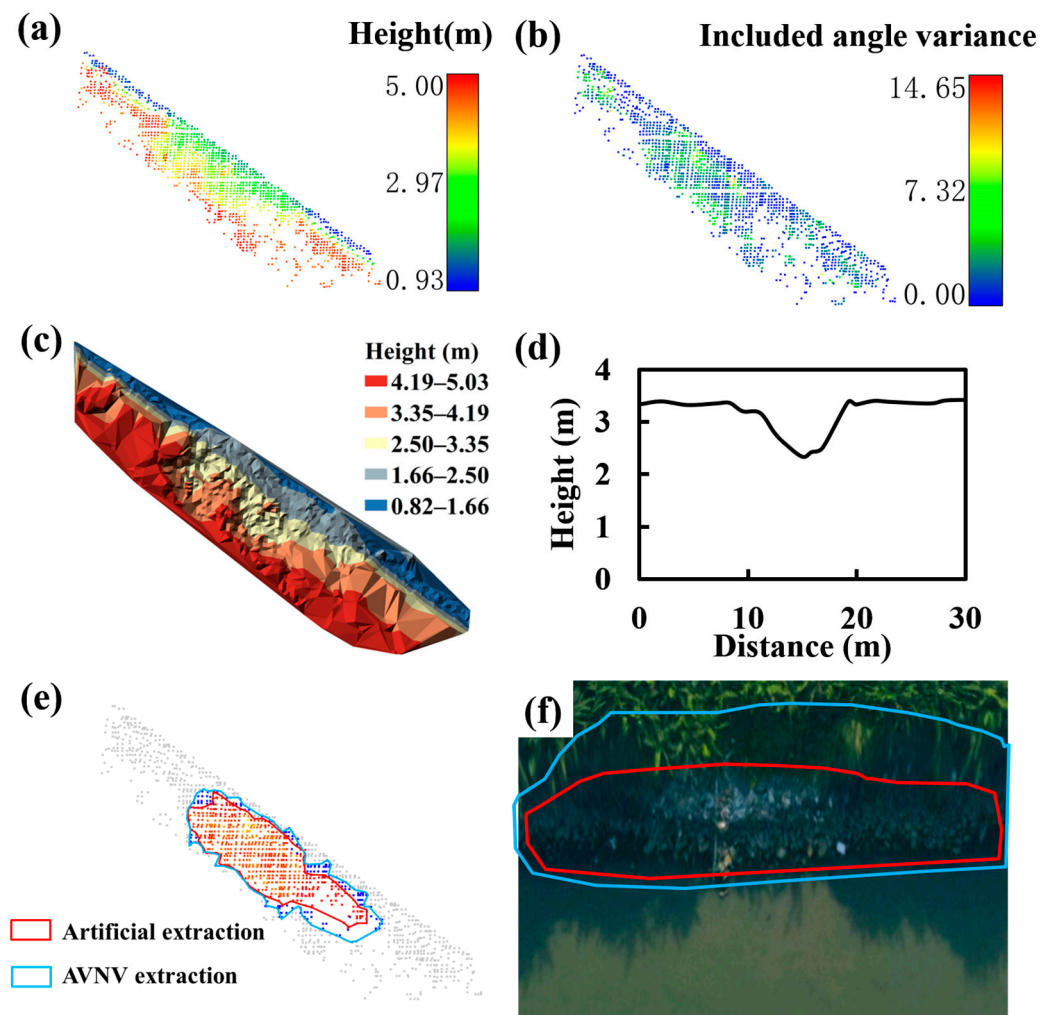 (a)
Height(m)
5.00
2.97
0.93
(b)
Included angle variance
14.65
7.32
0.00
(c)
Height (m)
4.19–5.03
3.35–4.19
2.50–3.35
1.66–2.50
0.82–1.66
(d)
Height (m)
4
3
2
1
0
0 10 20 30
Distance (m)
(e)
Artificial extraction
AVNV extraction
(f)